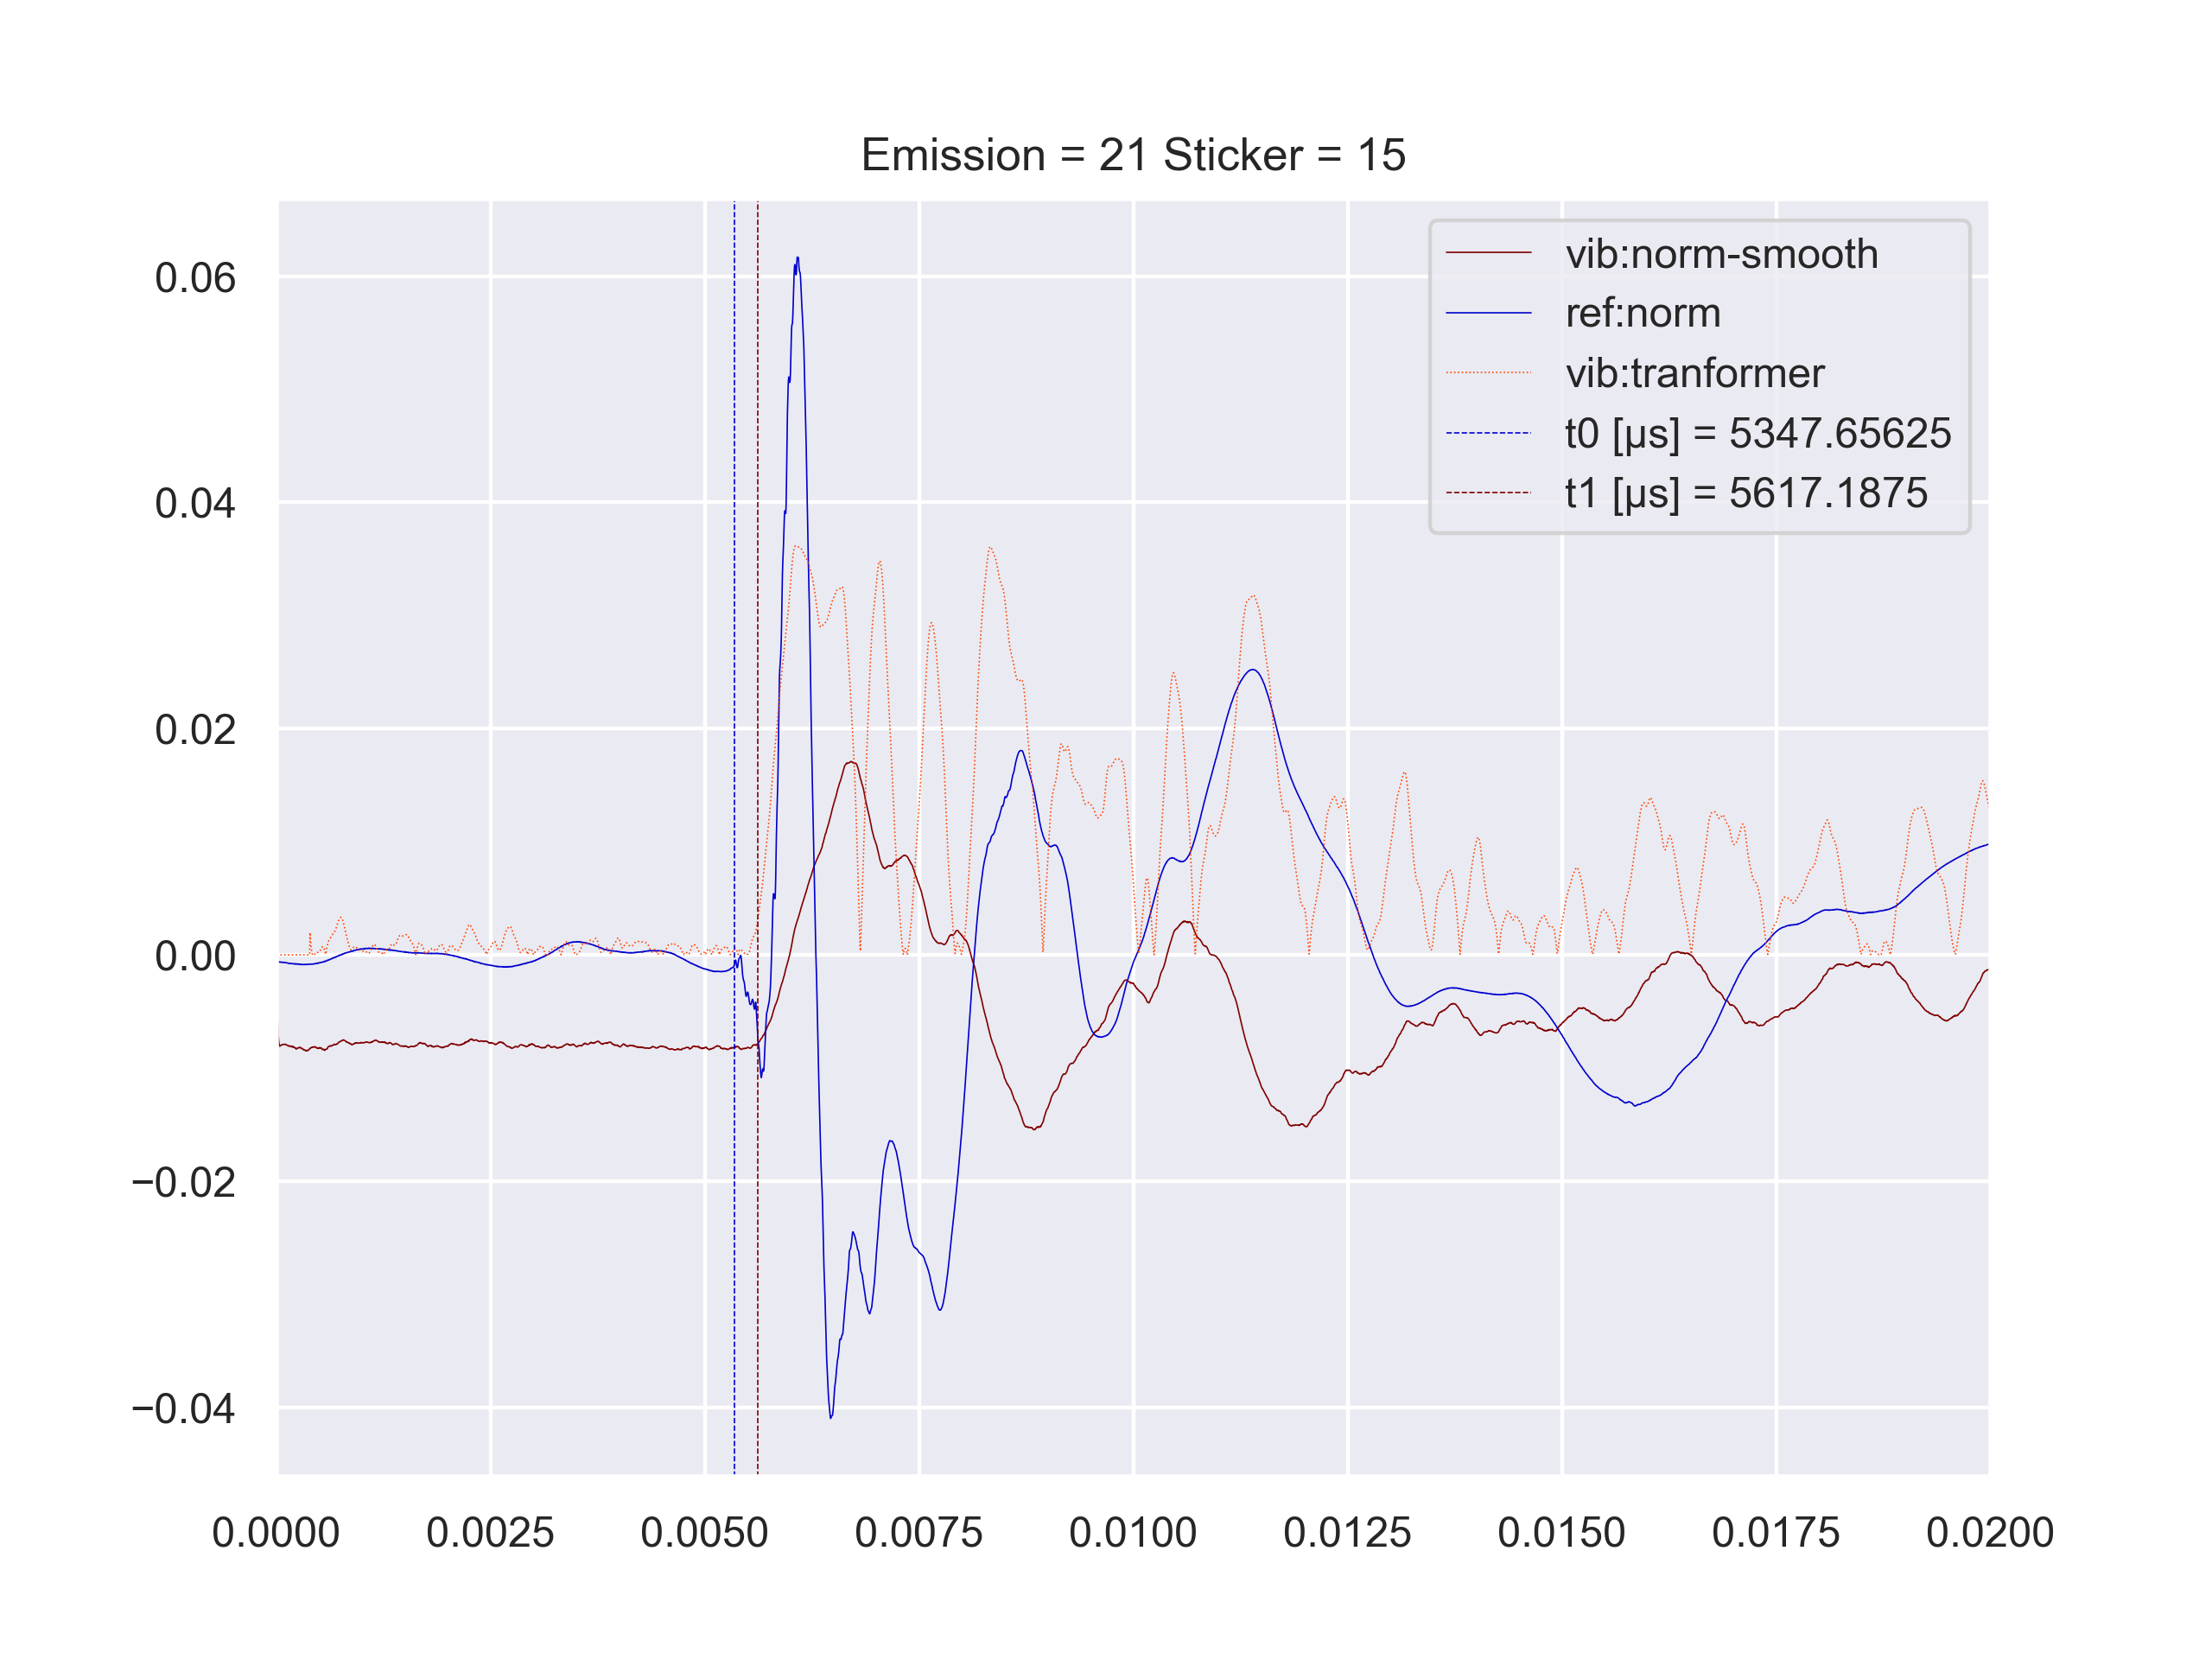 Emission = 21 Sticker = 15
vib:norm-smooth
ref:norm
vib:tranformer
t0 [µs] = 5347.65625
t1 [µs] = 5617.1875
0.06
0.04
0.02
0.00
−0.02
−0.04
0.0000 0.0025 0.0050 0.0075 0.0100 0.0125 0.0150 0.0175 0.0200